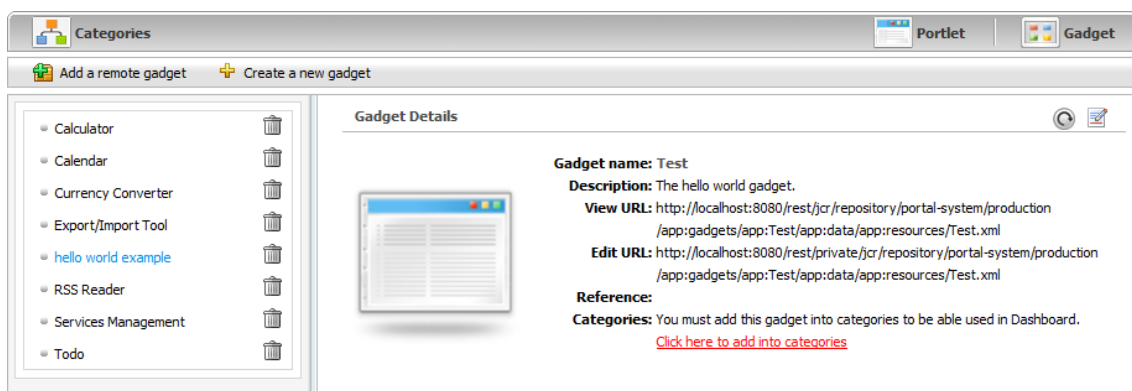 Categories
Portlet
Gadget
Add a remote gadget
Create a new gadget
Calculator
Calendar
Currency Converter
Export/Import Tool
hello world example
RSS Reader
Services Management
Todo
Gadget Details
Gadget name: Test
Description: The hello world gadget.
View URL: http://localhost:8080/rest/jcr/repository/portal-system/production
/app:gadgets/app:Test/app:data/app:resources/Test.xml
Edit URL: http://localhost:8080/rest/private/jcr/repository/portal-system/production
/app:gadgets/app:Test/app:data/app:resources/Test.xml
Reference:
Categories: You must add this gadget into categories to be able used in Dashboard.
Click here to add into categories